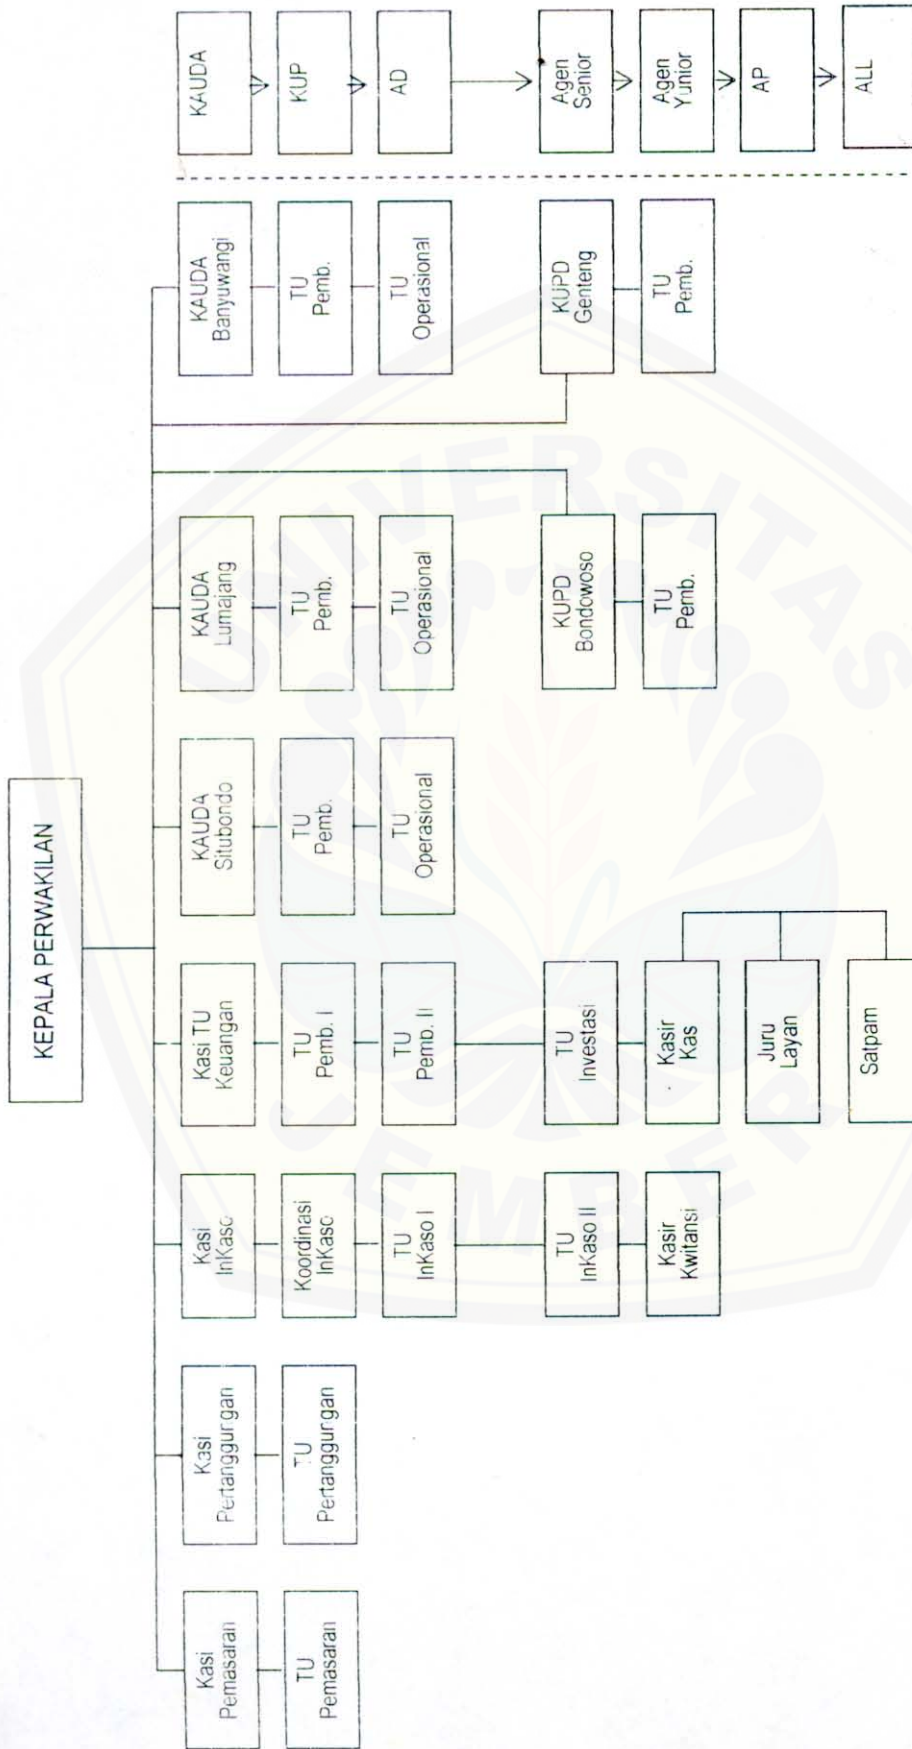 KEPALA PERWAKILAN
Kasi
Pemasaran
TU
Pemasaran
Kasi
Pertanggungan
TU
Pertanggungan
Kasi
InKaso
Koordinasi
InKaso
TU
InKaso I
TU
InKaso II
Kasir
Kwitansi
Kasi TU
Keuangan
TU
Pemb. I
TU
Pemb. II
TU
Investasi
Kasir
Kas
Juru
Layan
Satpam
KAUDA
Situbondo
TU
Pemb.
TU
Operasional
KAUDA
Lumajang
TU
Pemb.
TU
Operasional
KUPD
Bondowoso
TU
Pemb.
KAUDA
Banyuwangi
TU
Pemb.
TU
Operasional
KUPD
Genteng
TU
Pemb.
KAUDA
KUP
AD
Agen
Senior
Agen
Yunior
AP
ALL
UNIVERSITAS
JEMBER